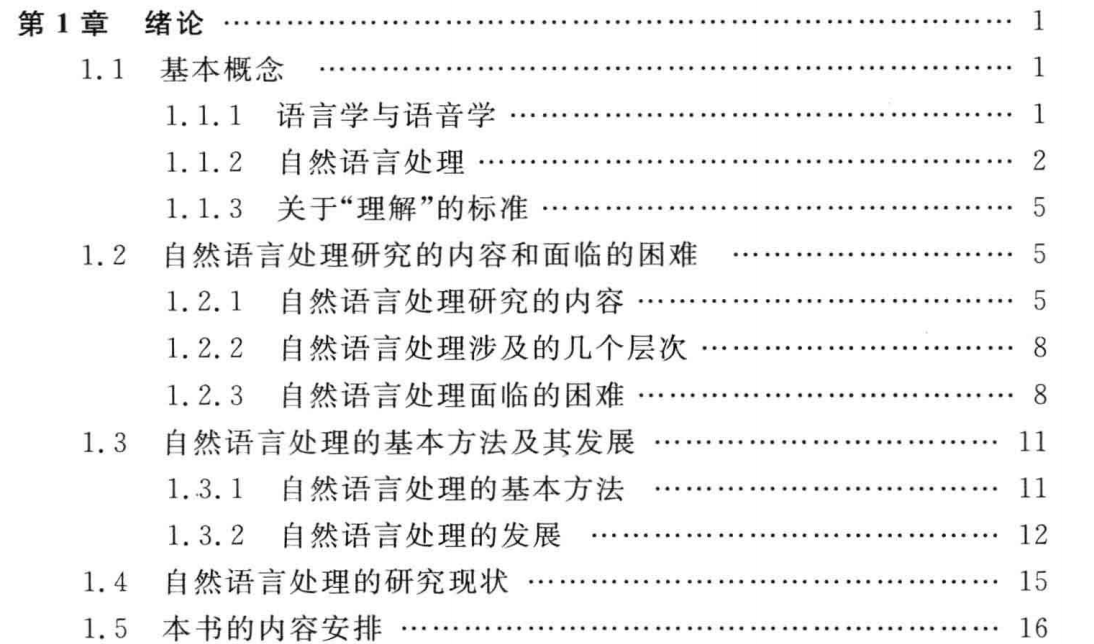 第 1 章 绪论 …………………………………………………………………… 1
1.1 基本概念 …………………………………………………………… 1
1.1.1 语言学与语音学 ………………………………………… 1
1.1.2 自然语言处理 …………………………………………… 2
1.1.3 关于“理解”的标准 ……………………………………… 5
1.2 自然语言处理研究的内容和面临的困难 ……………………… 5
1.2.1 自然语言处理研究的内容 ……………………………… 5
1.2.2 自然语言处理涉及的几个层次 ………………………… 8
1.2.3 自然语言处理面临的困难 ……………………………… 8
1.3 自然语言处理的基本方法及其发展 …………………………… 11
1.3.1 自然语言处理的基本方法 ……………………………… 11
1.3.2 自然语言处理的发展 …………………………………… 12
1.4 自然语言处理的研究现状 ……………………………………… 15
1.5 本书的内容安排 ………………………………………………… 16